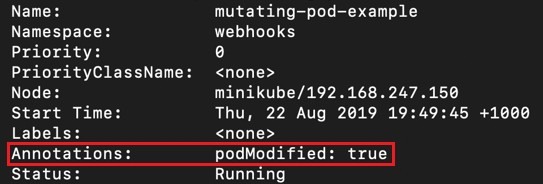 Name: mutating-pod-example
Namespace: webhooks
Priority: 0
PriorityClassName: <none>
Node: minikube/192.168.247.150
Start Time: Thu, 22 Aug 2019 19:49:45 +1000
Labels: <none>
Annotations: podModified: true
Status: Running